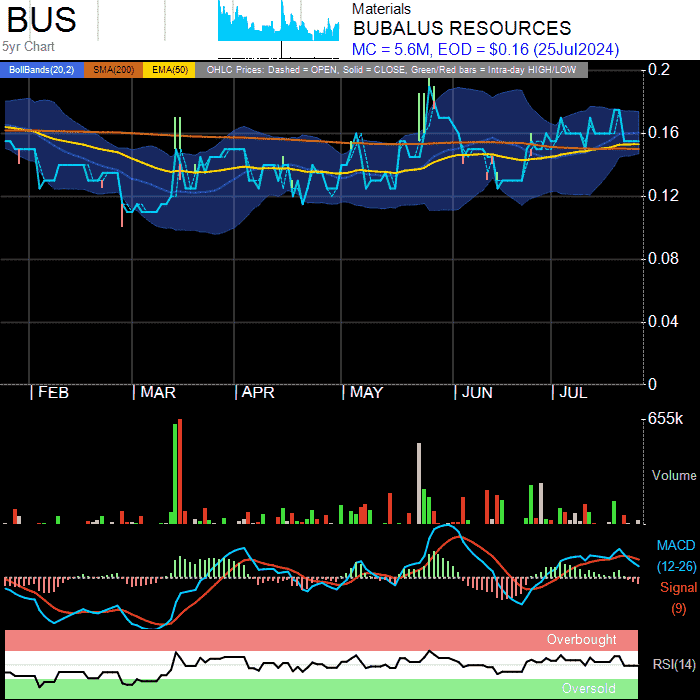 BUS
5yr Chart
Materials
BUBALUS RESOURCES
MC = 5.6M, EOD = $0.16 (25Jul2024)
BollBands(20,2) SMA(200) EMA(50) OHLC Prices: Dashed = OPEN, Solid = CLOSE, Green/Red bars = Intra-day HIGH/LOW
0.2
0.16
0.12
0.08
0.04
0
FEB MAR APR MAY JUN JUL
655k
Volume
MACD
(12-26)
Signal
(9)
Overbought
RSI(14)
Oversold